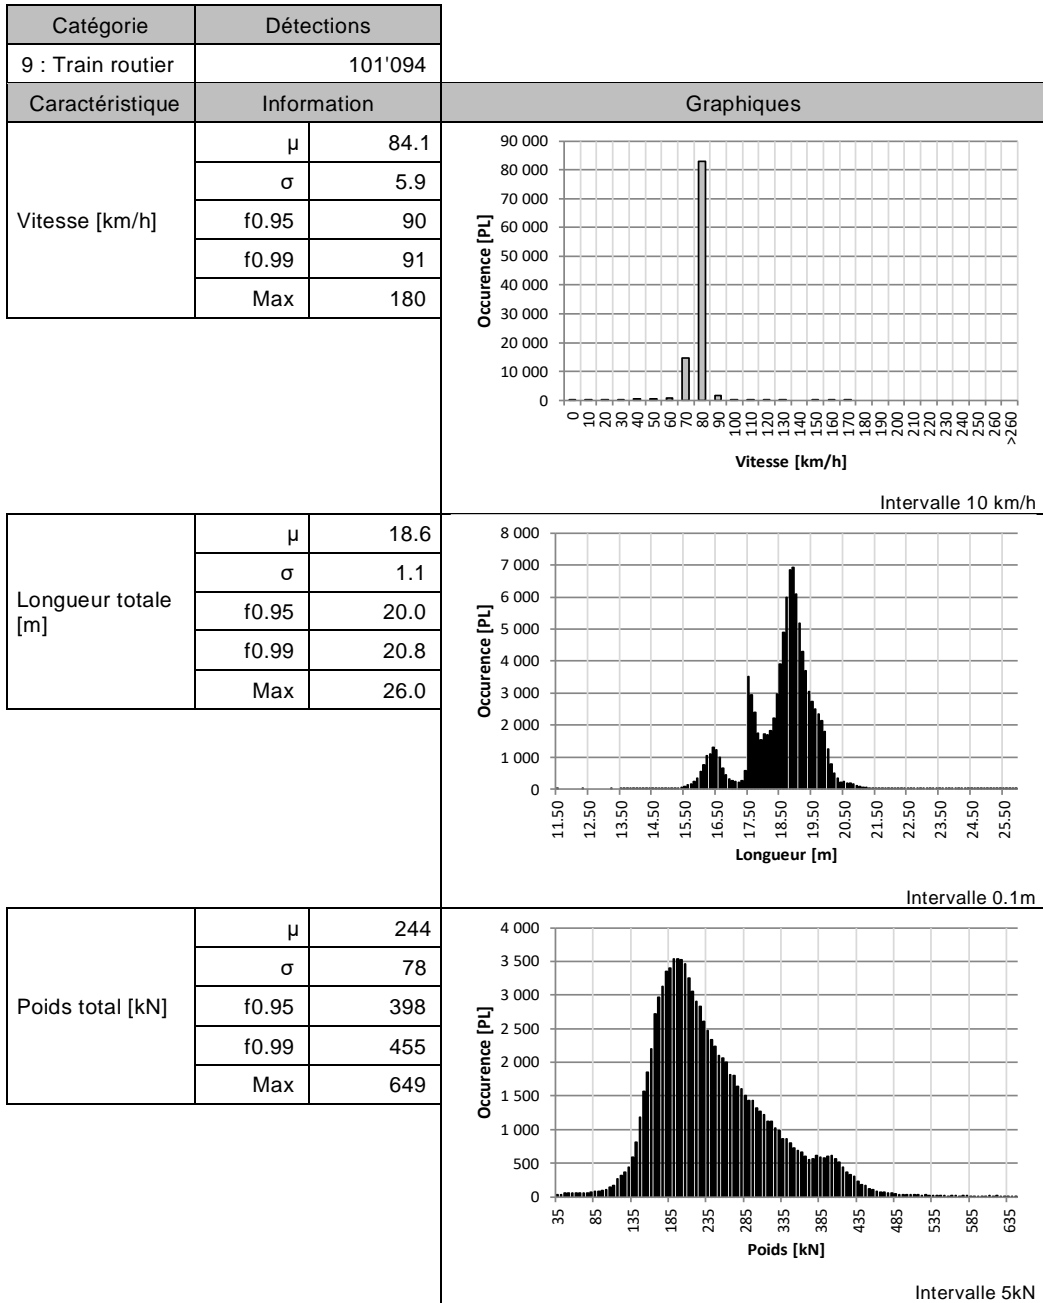 Catégorie Détections
9 : Train routier 101'094
Caractéristique Information Graphiques
Vitesse [km/h]
µ 84.1
σ 5.9
f0.95 90
f0.99 91
Max 180
Occurence [PL]
90 000
80 000
70 000
60 000
50 000
40 000
30 000
20 000
10 000
0
0 10 20 30 40 50 60 70 80 90 100 110 120 130 140 150 160 170 180 190 200 210 220 230 240 250 260 >260
Vitesse [km/h]
Intervalle 10 km/h
Longueur totale
[m]
µ 18.6
σ 1.1
f0.95 20.0
f0.99 20.8
Max 26.0
Occurence [PL]
8 000
7 000
6 000
5 000
4 000
3 000
2 000
1 000
0
11.50 12.50 13.50 14.50 15.50 16.50 17.50 18.50 19.50 20.50 21.50 22.50 23.50 24.50 25.50
Longueur [m]
Intervalle 0.1m
Poids total [kN]
µ 244
σ 78
f0.95 398
f0.99 455
Max 649
Occurence [PL]
4 000
3 500
3 000
2 500
2 000
1 500
1 000
500
0
35 85 135 185 235 285 335 385 435 485 535 585 635
Poids [kN]
Intervalle 5kN